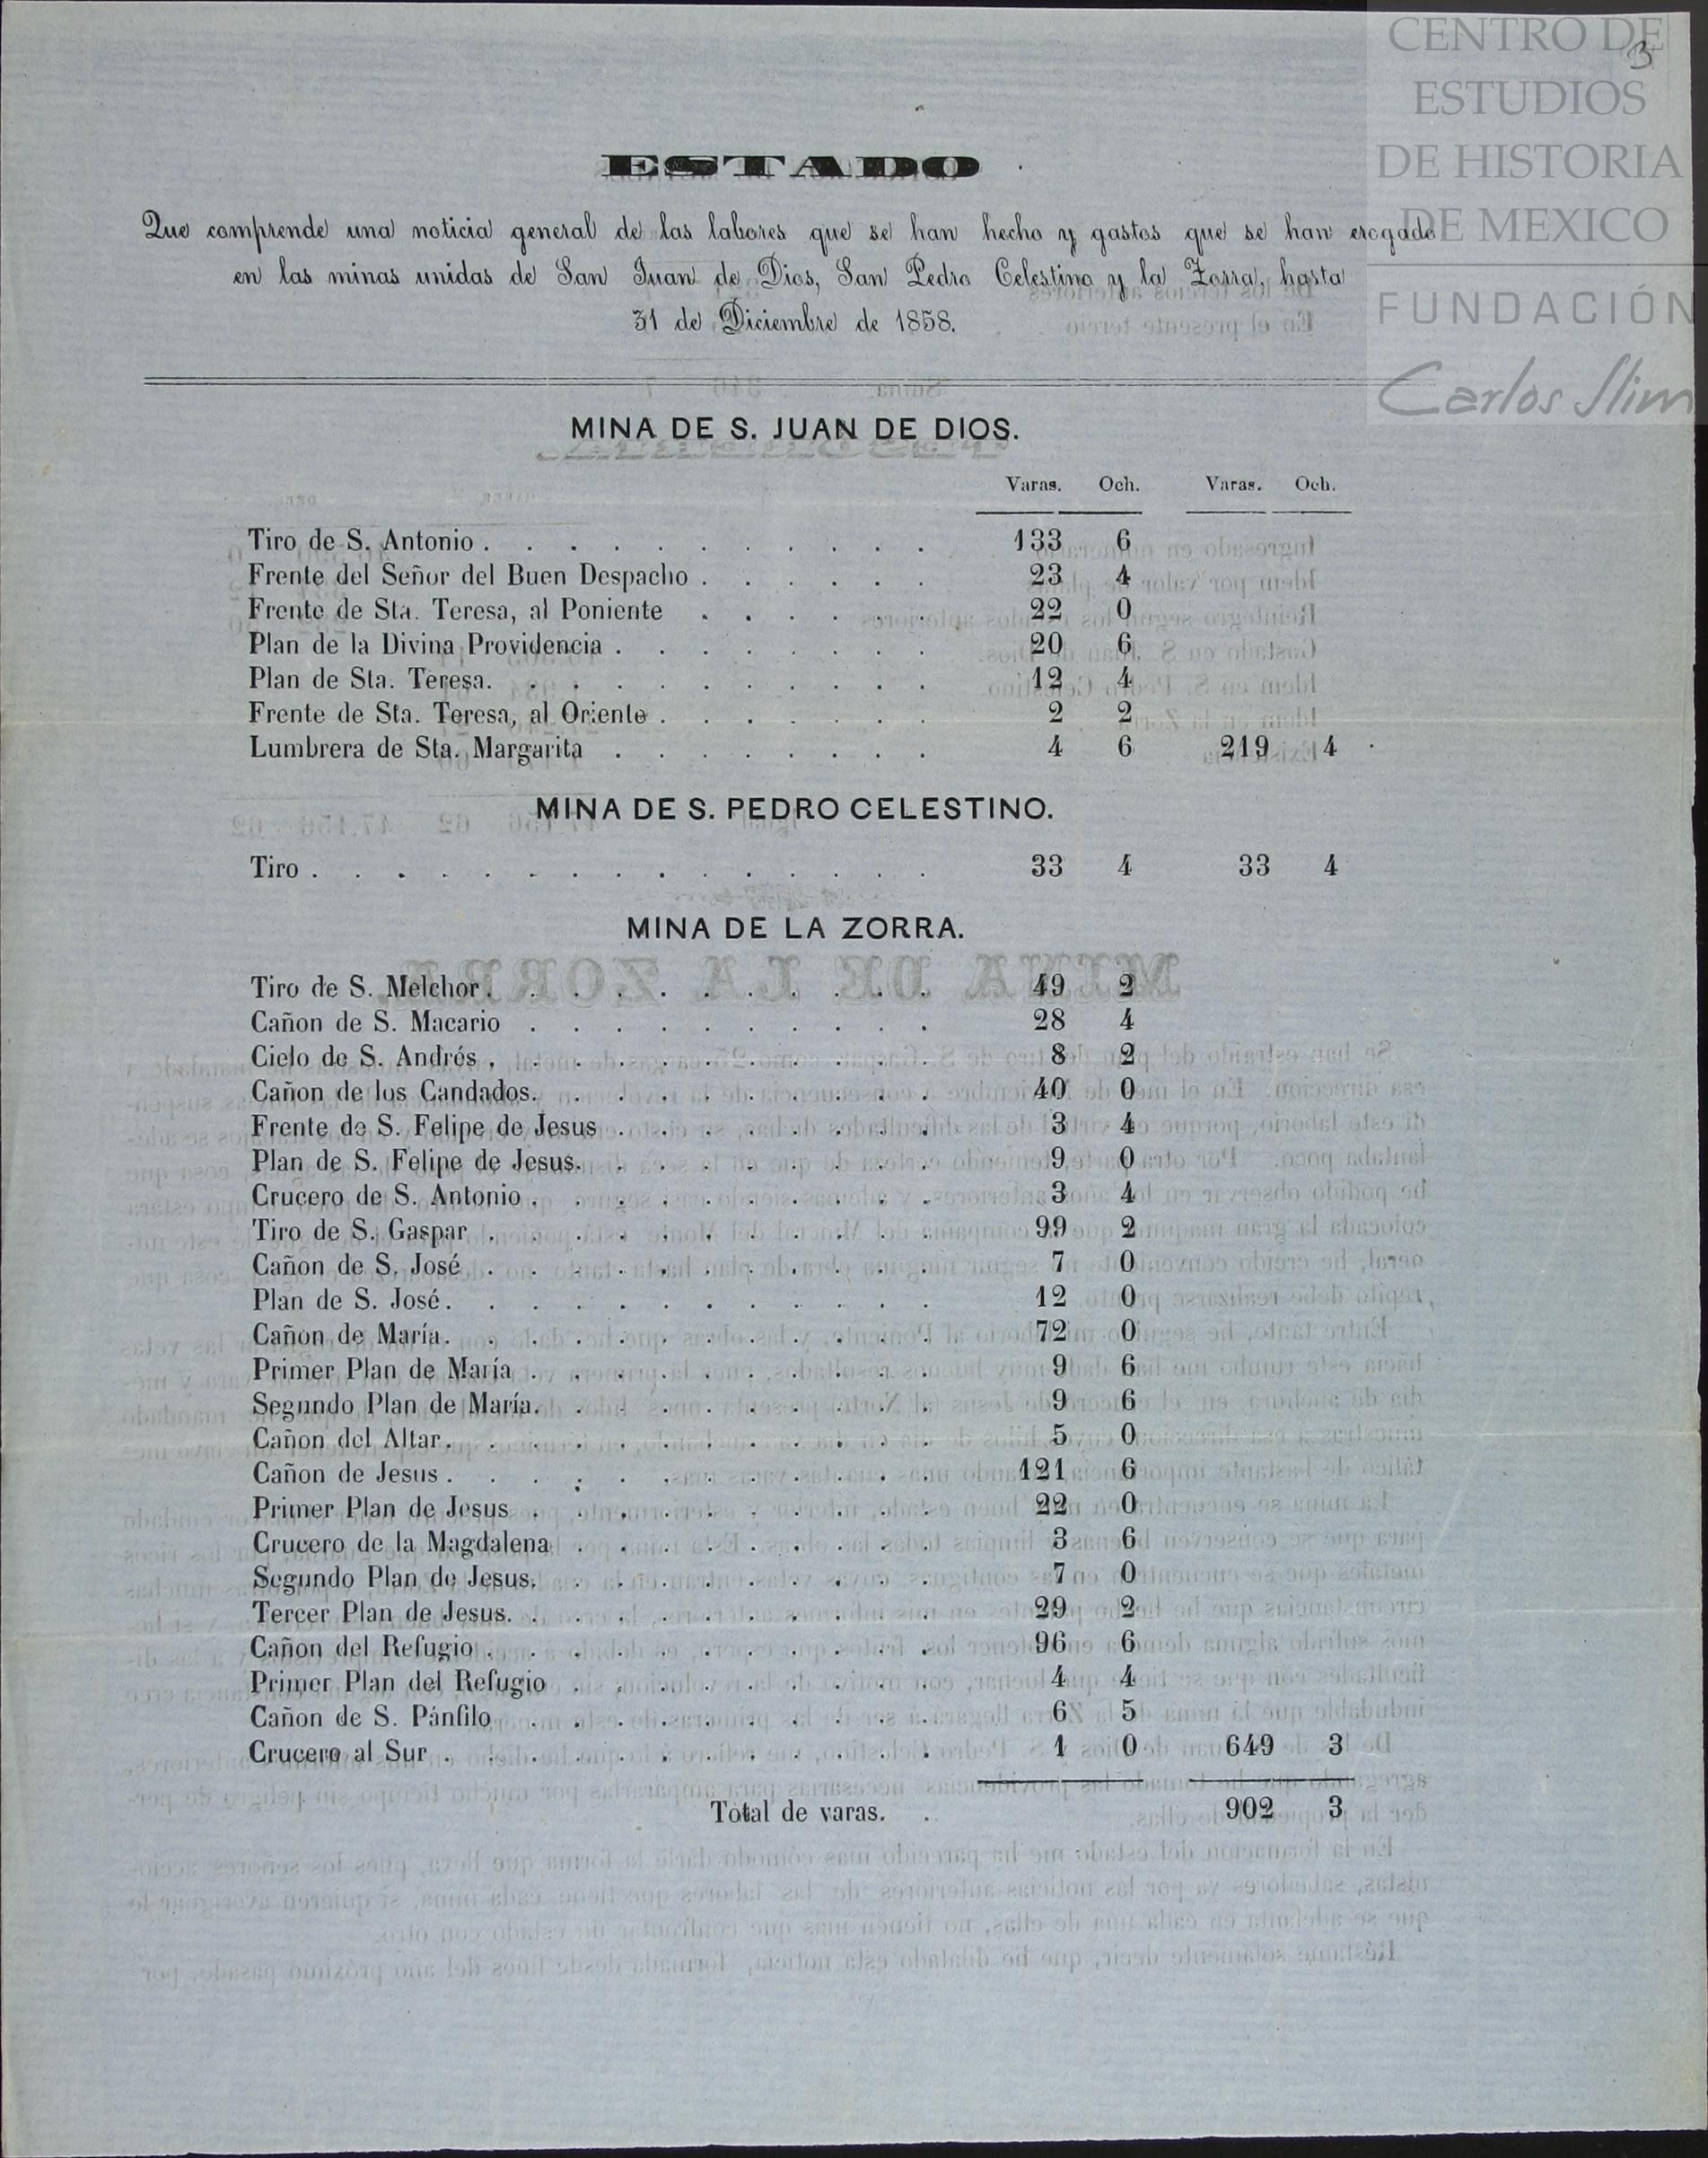 CENTRO DE
ESTUDIOS
DE HISTORIA
DE MEXICO
FUNDACIÓN
Carlos Slim
3
ESTADO
Que comprende una noticia general de las labores que se han hecho y gastos que se han erogado
en las minas unidas de San Juan de Dios, San Pedro Celestino y la Zorra, hasta
31 de Diciembre de 1858.
MINA DE S. JUAN DE DIOS.
Varas. Och. Varas. Och.
Tiro de S. Antonio . . . . . . . . . . . 133 6
Frente del Señor del Buen Despacho . . . . . . 23 4
Frente de Sta. Teresa, al Poniente . . . . . . 22 0
Plan de la Divina Providencia . . . . . . . . 20 6
Plan de Sta. Teresa. . . . . . . . . . . 12 4
Frente de Sta. Teresa, al Oriente . . . . . . . 2 2
Lumbrera de Sta. Margarita . . . . . . . . 4 6 219 4
MINA DE S. PEDRO CELESTINO.
Tiro . . . . . . . . . . . . . . . 33 4 33 4
MINA DE LA ZORRA.
Tiro de S. Melchor . . . . . . . . . . . 49 2
Cañon de S. Macario . . . . . . . . . . 28 4
Cielo de S. Andrés . . . . . . . . . . . 8 2
Cañon de los Candados. . . . . . . . . . 40 0
Frente de S. Felipe de Jesus . . . . . . . . 3 4
Plan de S. Felipe de Jesus. . . . . . . . . 9 0
Crucero de S. Antonio . . . . . . . . . . 3 4
Tiro de S. Gaspar . . . . . . . . . . . 99 2
Cañon de S. José . . . . . . . . . . . 7 0
Plan de S. José. . . . . . . . . . . . 12 0
Cañon de María. . . . . . . . . . . . 72 0
Primer Plan de María . . . . . . . . . . 9 6
Segundo Plan de María. . . . . . . . . . 9 6
Cañon del Altar. . . . . . . . . . . . 5 0
Cañon de Jesus . . . . . . . . . . . . 121 6
Primer Plan de Jesus . . . . . . . . . . 22 0
Crucero de la Magdalena . . . . . . . . . 3 6
Segundo Plan de Jesus. . . . . . . . . . 7 0
Tercer Plan de Jesus. . . . . . . . . . . 29 2
Cañon del Refugio . . . . . . . . . . . 96 6
Primer Plan del Refugio . . . . . . . . . 4 4
Cañon de S. Pánfilo . . . . . . . . . . 6 5
Crucero al Sur . . . . . . . . . . . . 1 0 649 3
Total de varas. . 902 3